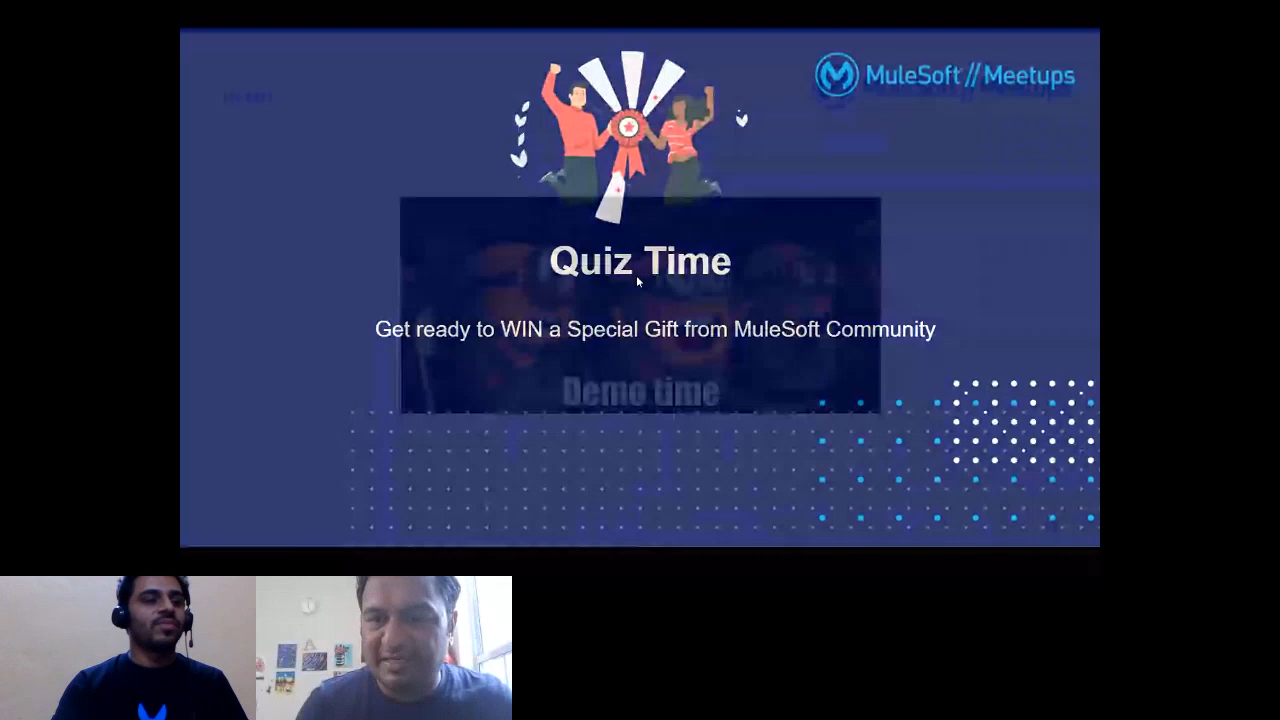 MuleSoft // Meetups
Quiz Time
Get ready to WIN a Special Gift from MuleSoft Community
Demo time